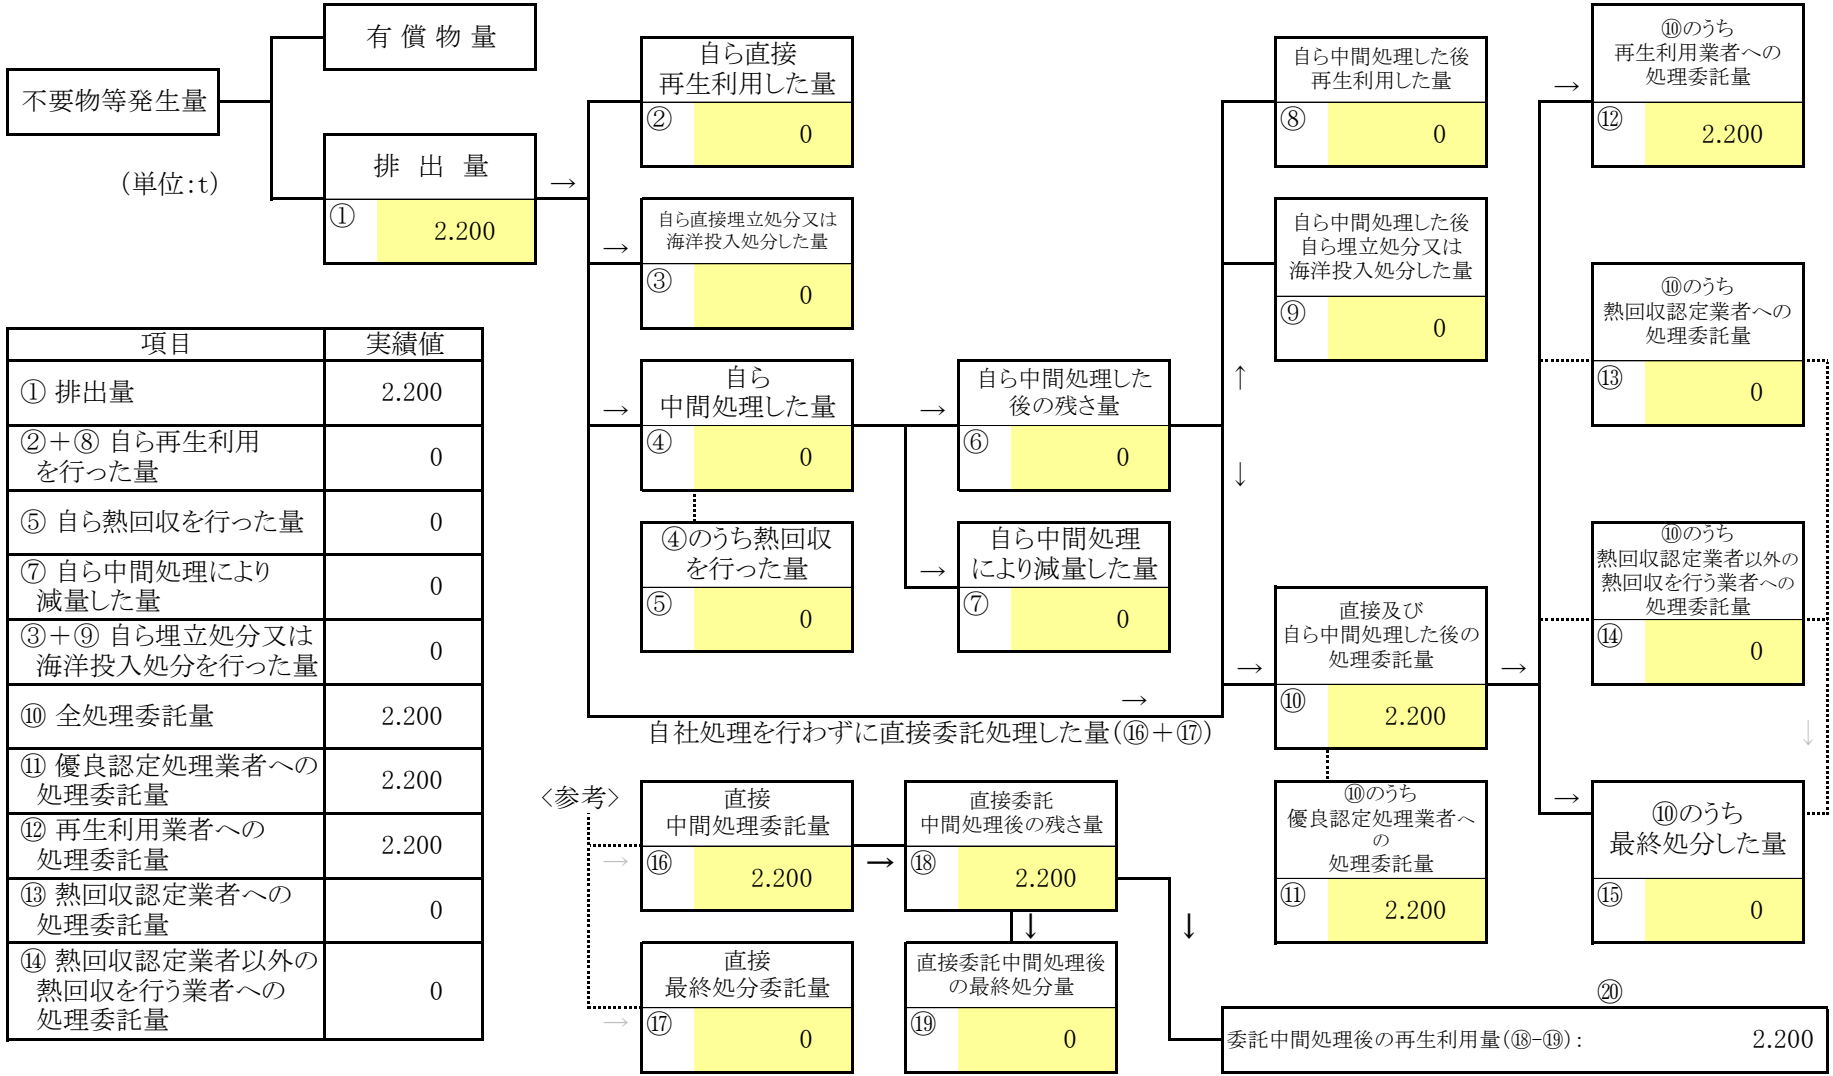 不要物等発生量
有 償 物 量
(単位:t)
排 出 量
→
① 2.200
自ら直接
再生利用した量
② 0
→
自ら直接埋立処分又は
海洋投入処分した量
③ 0
→
自ら
中間処理した量
④ 0
④のうち熱回収
を行った量
⑤ 0
→
自ら中間処理した
後の残さ量
⑥ 0
→
自ら中間処理
により減量した量
⑦ 0
→
自社処理を行わずに直接委託処理した量(⑯+⑰)
↑
↓
自ら中間処理した後
再生利用した量
⑧ 0
自ら中間処理した後
自ら埋立処分又は
海洋投入処分した量
⑨ 0
→
直接及び
自ら中間処理した後の
処理委託量
⑩ 2.200
→
⑩のうち
優良認定処理業者へ
の
処理委託量
⑪ 2.200
→
⑩のうち
再生利用業者への
処理委託量
⑫ 2.200
⑩のうち
熱回収認定業者への
処理委託量
⑬ 0
⑩のうち
熱回収認定業者以外の
熱回収を行う業者への
処理委託量
⑭ 0
↓
→
⑩のうち
最終処分した量
⑮ 0
項目 実績値
① 排出量 2.200
②+⑧ 自ら再生利用
を行った量 0
⑤ 自ら熱回収を行った量 0
⑦ 自ら中間処理により
減量した量 0
③+⑨ 自ら埋立処分又は
海洋投入処分を行った量 0
⑩ 全処理委託量 2.200
⑪ 優良認定処理業者への
処理委託量 2.200
⑫ 再生利用業者への
処理委託量 2.200
⑬ 熱回収認定業者への
処理委託量 0
⑭ 熱回収認定業者以外の
熱回収を行う業者への
処理委託量 0
<参考>
→
直接
中間処理委託量
⑯ 2.200
→
直接
最終処分委託量
⑰ 0
→
直接委託
中間処理後の残さ量
⑱ 2.200
↓
直接委託中間処理後
の最終処分量
⑲ 0
↓
⑳
委託中間処理後の再生利用量(⑱-⑲): 2.200